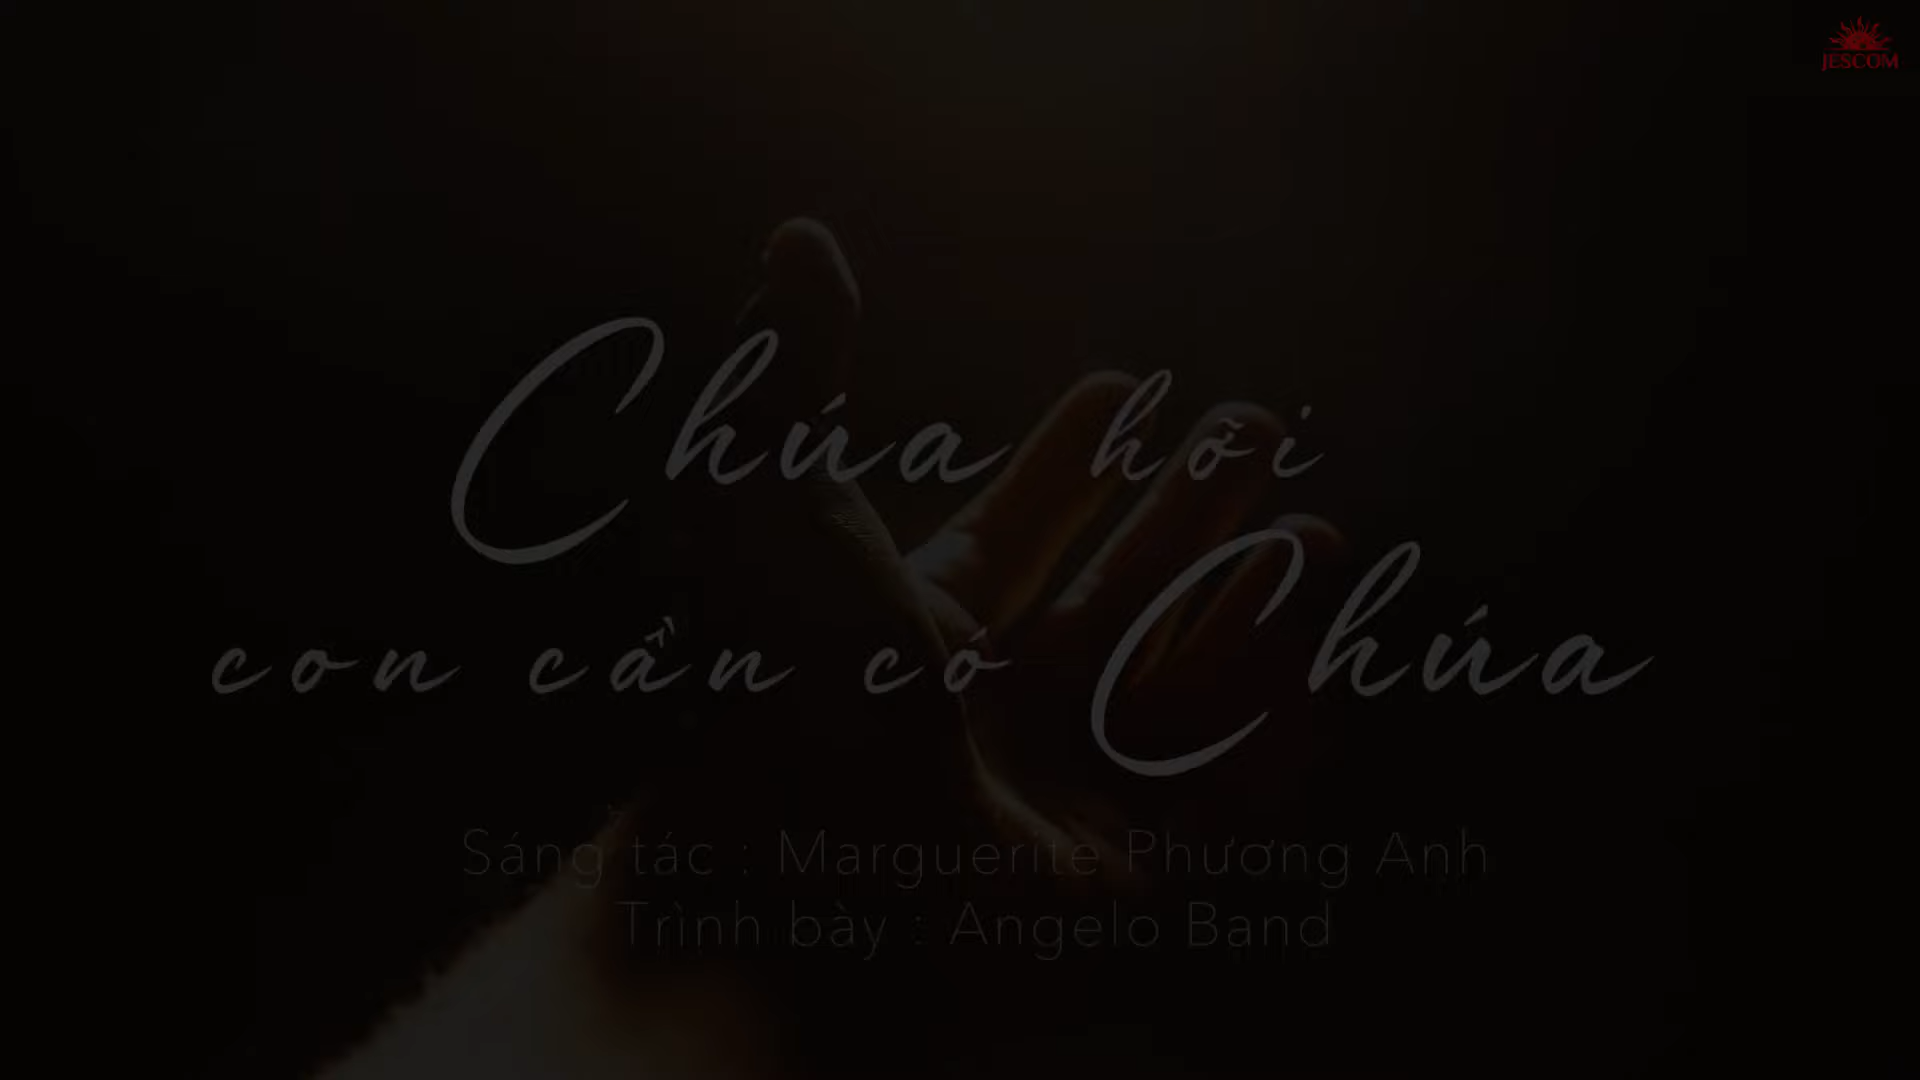 JESCOM
Chúa hỡi
con cần có Chúa
Sáng tác : Marguerite Phương Anh
Trình bày : Angelo Band